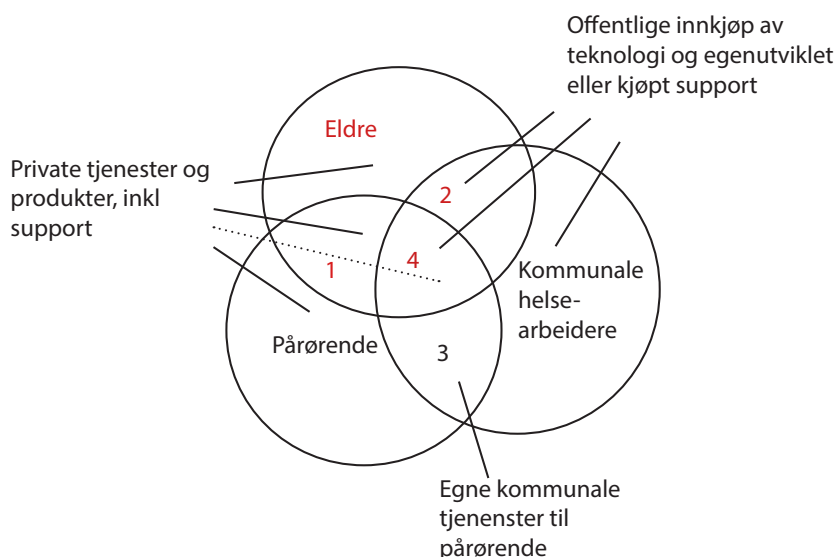 Offentlige innkjøp av
teknologi og egenutviklet
eller kjøpt support
Eldre
Private tjenester og
produkter, inkl
support
2
1
4
Kommunale
helse-
arbeidere
Pårørende
3
Egne kommunale
tjenenster til
pårørende